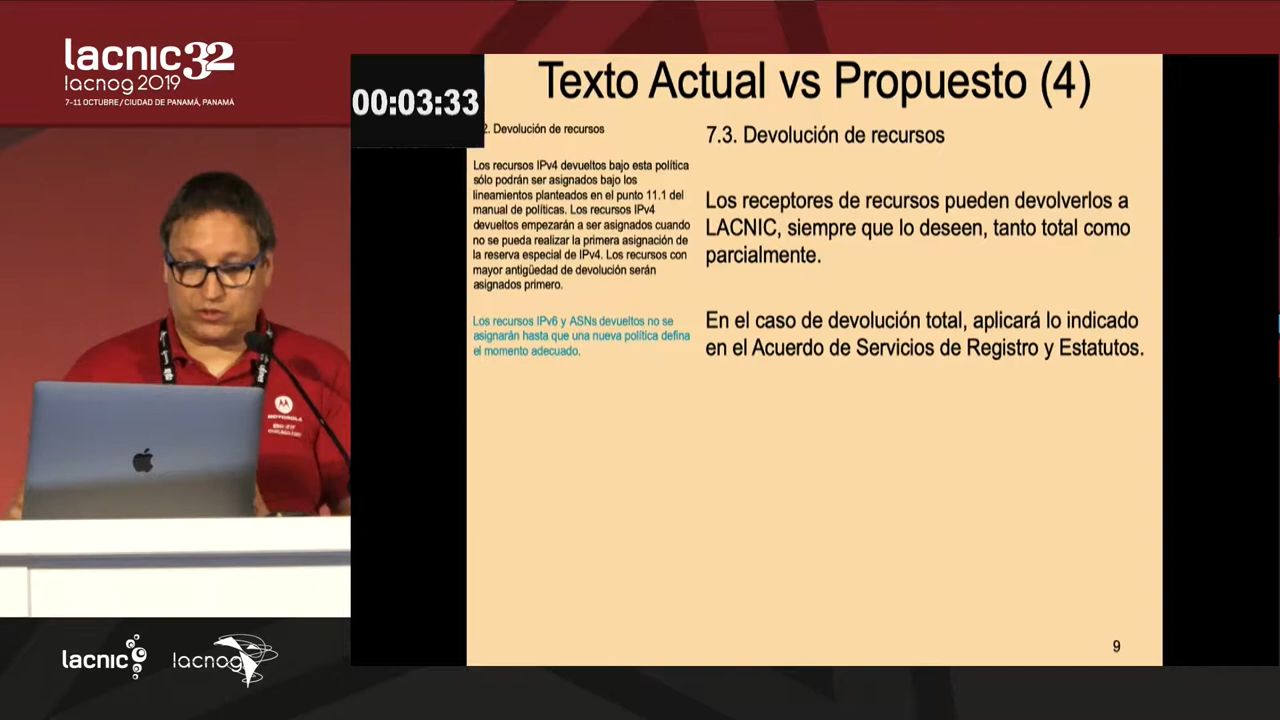 lacnic32
lacnog 2019
7-11 OCTUBRE / CIUDAD DE PANAMÁ, PANAMÁ
00:03:33
Texto Actual vs Propuesto (4)
2. Devolución de recursos
Los recursos IPv4 devueltos bajo esta política
sólo podrán ser asignados bajo los
lineamientos planteados en el punto 11.1 del
manual de políticas. Los recursos IPv4
devueltos empezarán a ser asignados cuando
no se pueda realizar la primera asignación de
la reserva especial de IPv4. Los recursos con
mayor antigüedad de devolución serán
asignados primero.
Los recursos IPv6 y ASNs devueltos no se
asignarán hasta que una nueva política defina
el momento adecuado.
7.3. Devolución de recursos
Los receptores de recursos pueden devolverlos a
LACNIC, siempre que lo deseen, tanto total como
parcialmente.
En el caso de devolución total, aplicará lo indicado
en el Acuerdo de Servicios de Registro y Estatutos.
9
MOTOROLA
lacnic
lacnog